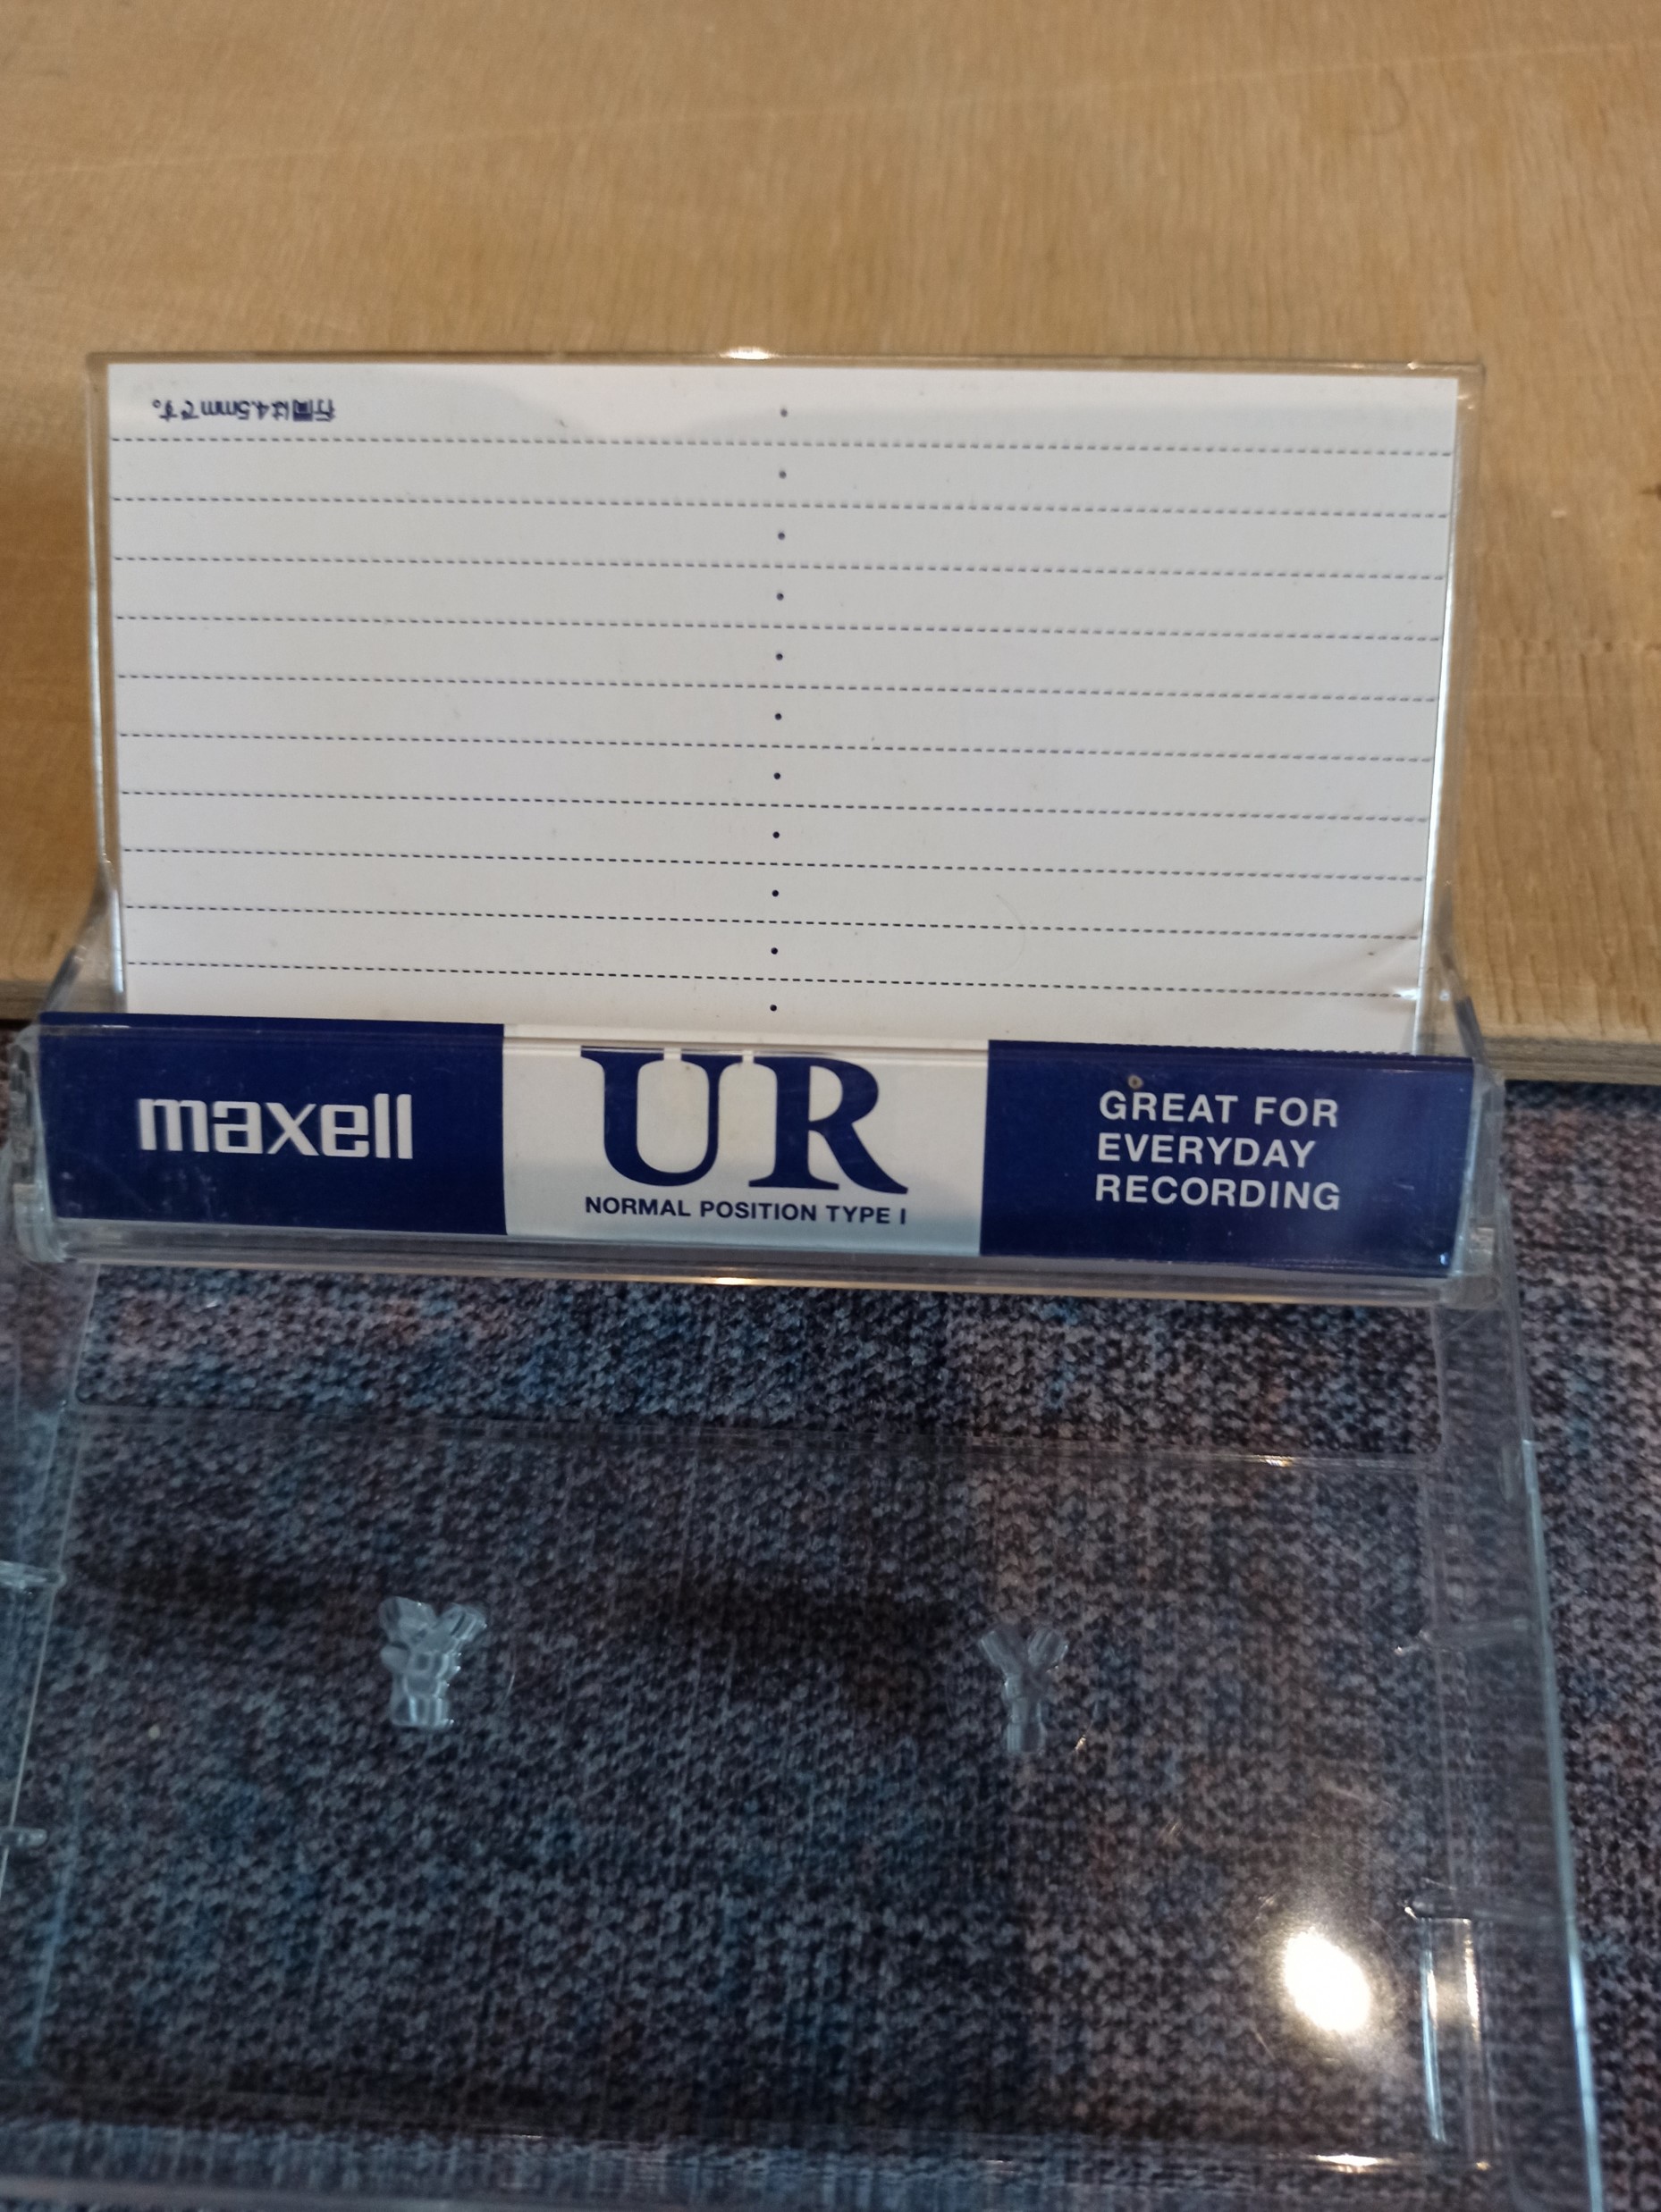 行間は4.5mmです。
maxell
UR
NORMAL POSITION TYPE I
GREAT FOR
EVERYDAY
RECORDING